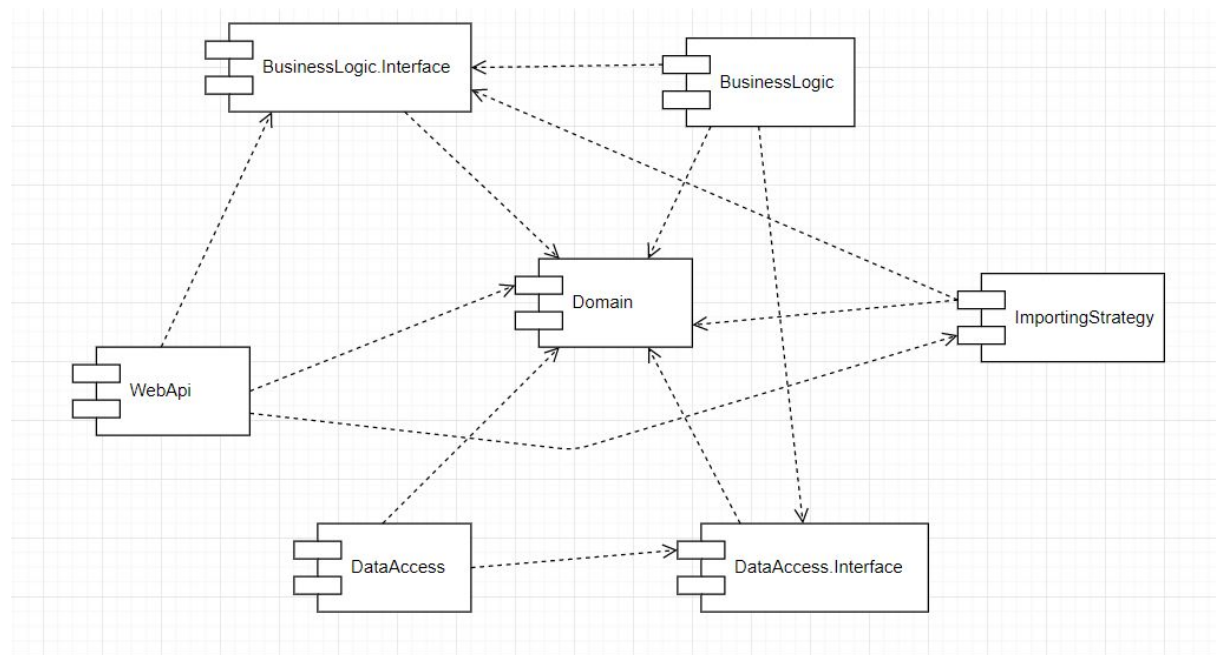 BusinessLogic.Interface
BusinessLogic
Domain
ImportingStrategy
WebApi
DataAccess
DataAccess.Interface